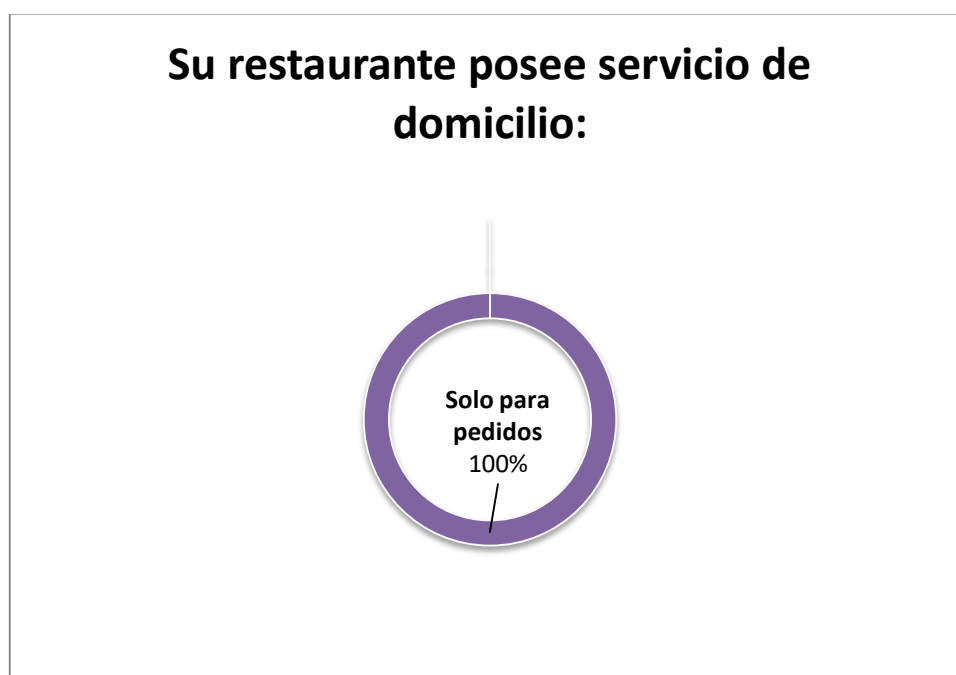 Su restaurante posee servicio de
domicilio:
Solo para
pedidos
100%